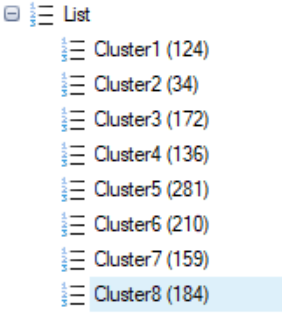 List
Cluster1 (124)
Cluster2 (34)
Cluster3 (172)
Cluster4 (136)
Cluster5 (281)
Cluster6 (210)
Cluster7 (159)
Cluster8 (184)